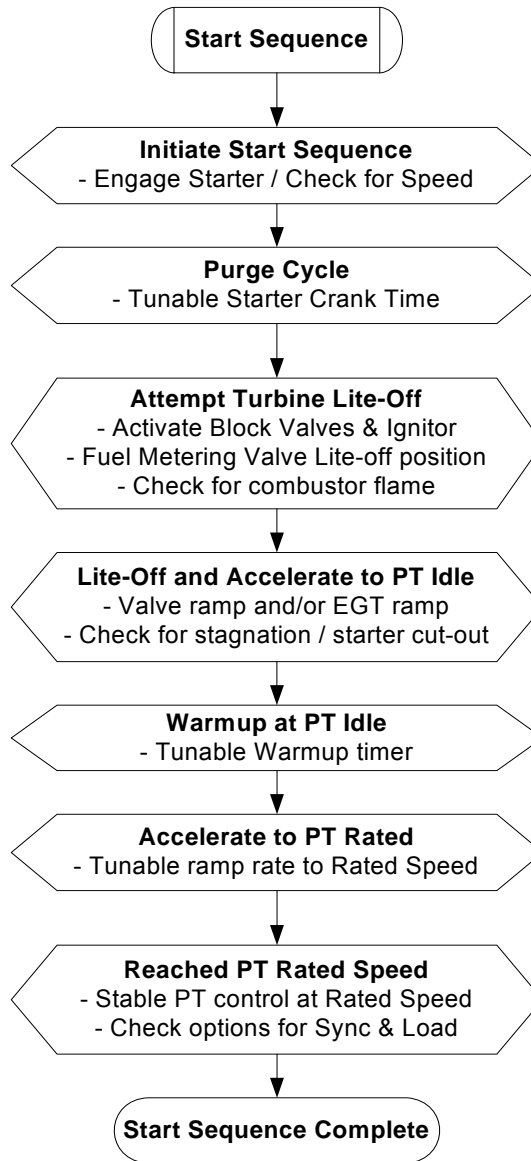 Start Sequence
Initiate Start Sequence
- Engage Starter / Check for Speed
Purge Cycle
- Tunable Starter Crank Time
Attempt Turbine Lite-Off
- Activate Block Valves & Ignitor
- Fuel Metering Valve Lite-off position
- Check for combustor flame
Lite-Off and Accelerate to PT Idle
- Valve ramp and/or EGT ramp
- Check for stagnation / starter cut-out
Warmup at PT Idle
- Tunable Warmup timer
Accelerate to PT Rated
- Tunable ramp rate to Rated Speed
Reached PT Rated Speed
- Stable PT control at Rated Speed
- Check options for Sync & Load
Start Sequence Complete